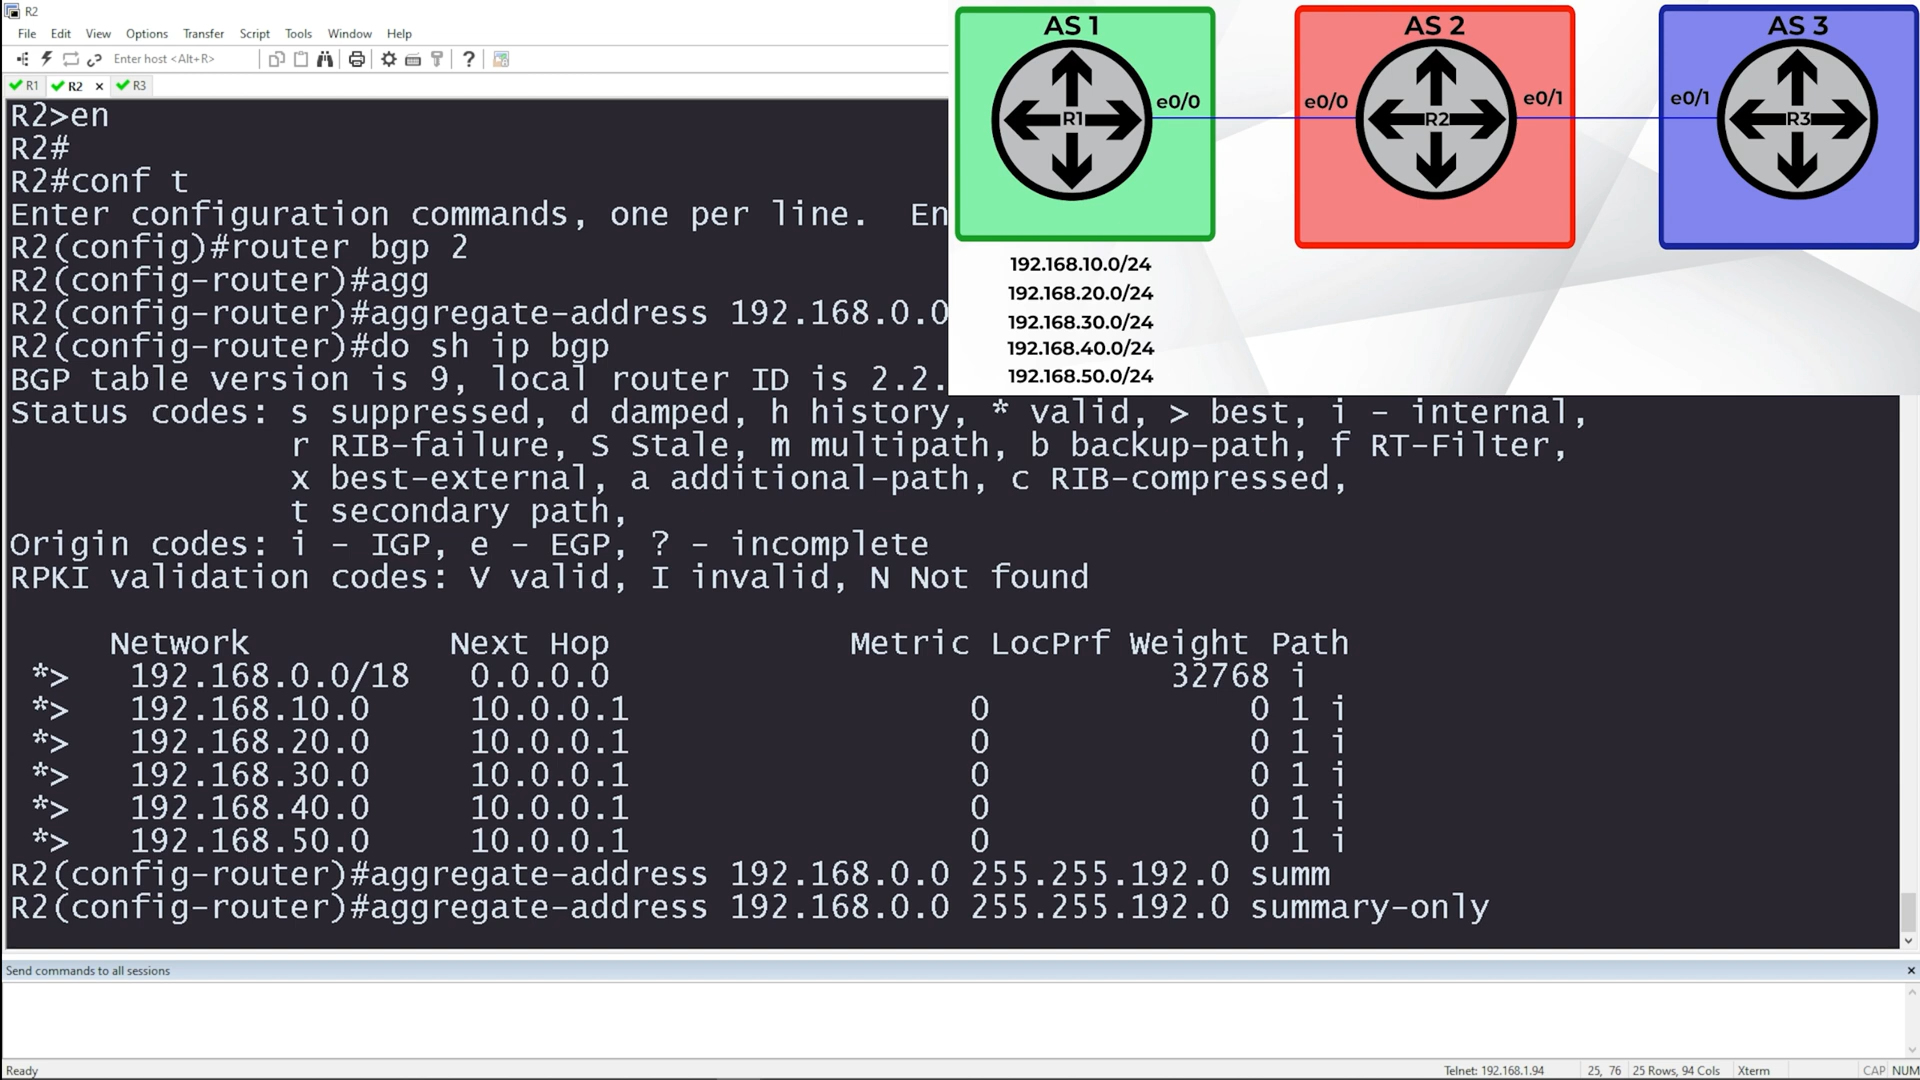 R2
File Edit View Options Transfer Script Tools Window Help
Enter host <Alt+R>
R1 R2 × R3
R2>en
R2#
R2#conf t
Enter configuration commands, one per line. En
R2(config)#router bgp 2
R2(config-router)#agg
R2(config-router)#aggregate-address 192.168.0.0
R2(config-router)#do sh ip bgp
BGP table version is 9, local router ID is 2.2.
Status codes: s suppressed, d damped, h history, * valid, > best, i - internal,
r RIB-failure, S Stale, m multipath, b backup-path, f RT-Filter,
x best-external, a additional-path, c RIB-compressed,
t secondary path,
Origin codes: i - IGP, e - EGP, ? - incomplete
RPKI validation codes: V valid, I invalid, N Not found
Network Next Hop Metric LocPrf Weight Path
*> 192.168.0.0/18 0.0.0.0 32768 i
*> 192.168.10.0 10.0.0.1 0 0 1 i
*> 192.168.20.0 10.0.0.1 0 0 1 i
*> 192.168.30.0 10.0.0.1 0 0 1 i
*> 192.168.40.0 10.0.0.1 0 0 1 i
*> 192.168.50.0 10.0.0.1 0 0 1 i
R2(config-router)#aggregate-address 192.168.0.0 255.255.192.0 summ
R2(config-router)#aggregate-address 192.168.0.0 255.255.192.0 summary-only
AS 1 AS 2 AS 3
e0/0 e0/0 e0/1 e0/1
R1 R2 R3
192.168.10.0/24
192.168.20.0/24
192.168.30.0/24
192.168.40.0/24
192.168.50.0/24
Send commands to all sessions
Ready Telnet: 192.168.1.94 25, 76 25 Rows, 94 Cols Xterm CAP NUM